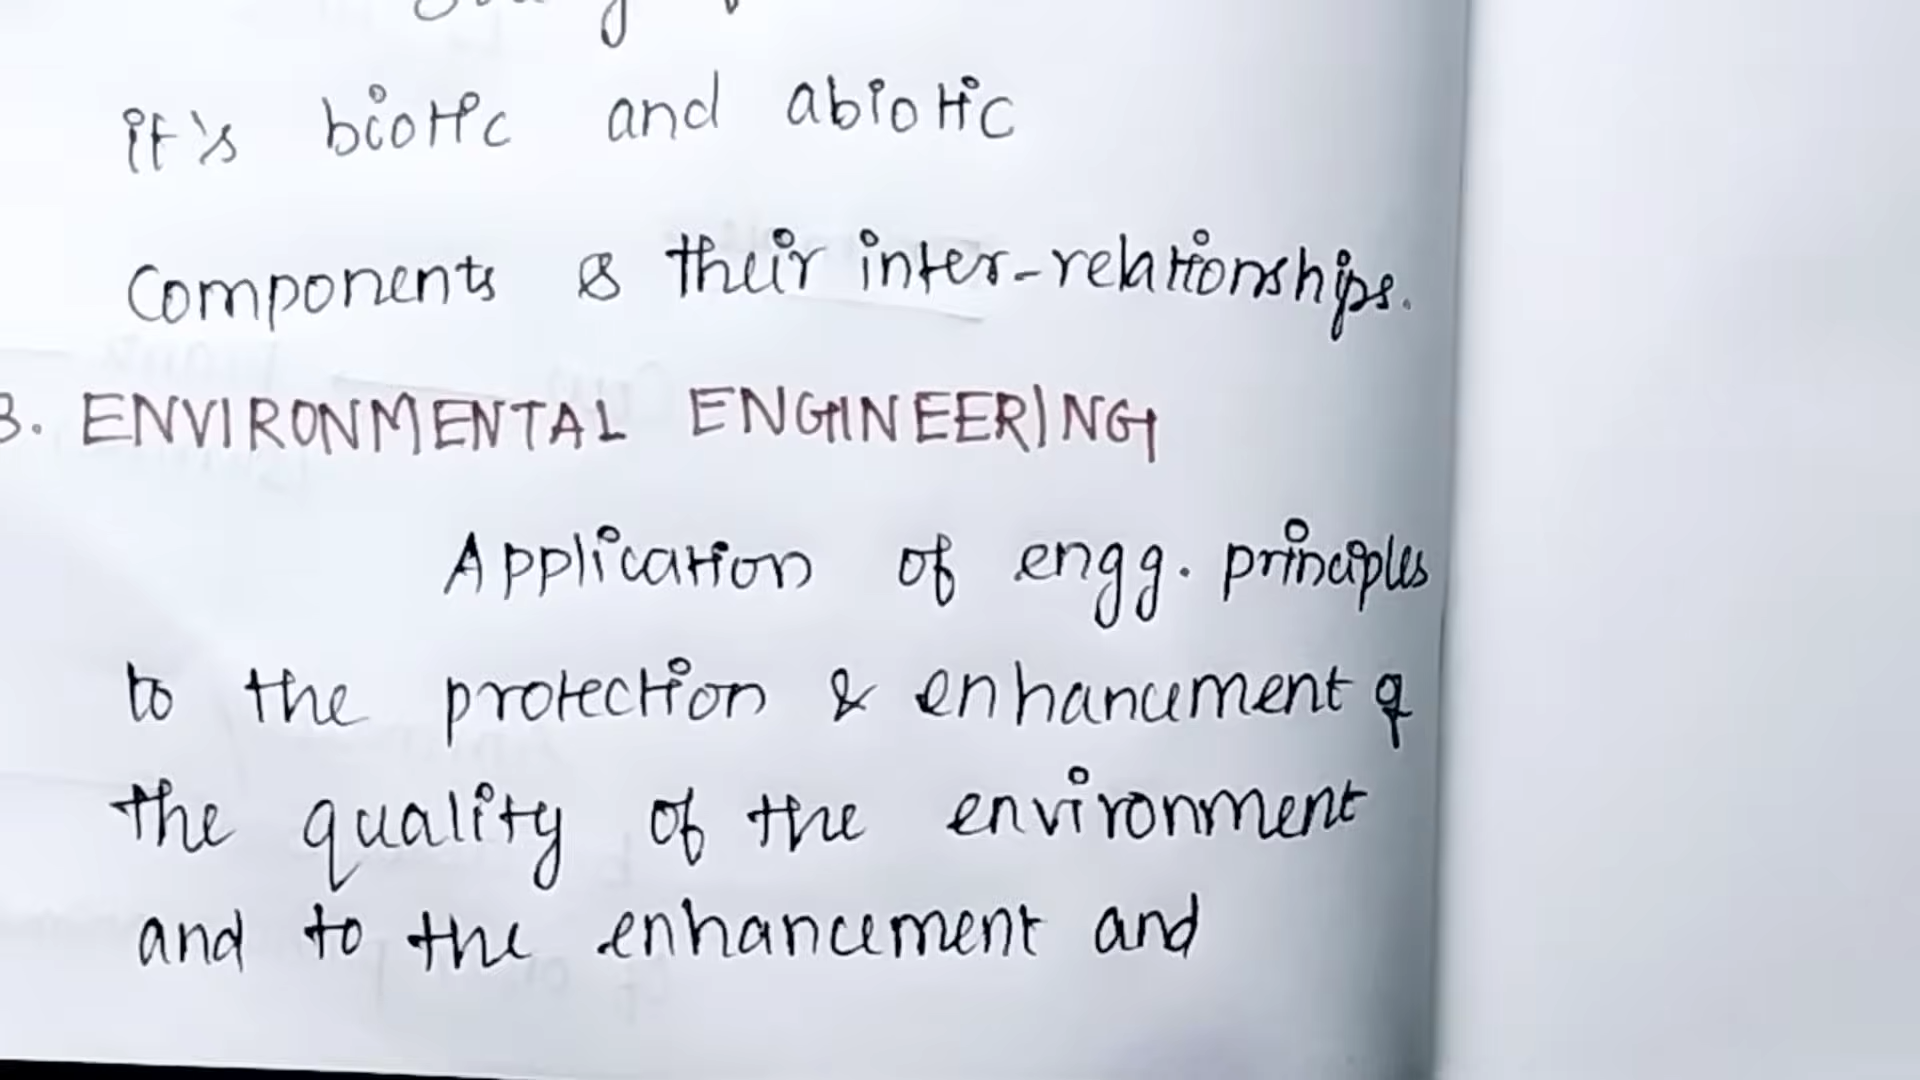 it's biotic and abiotic
components & their inter-relationships.
3. ENVIRONMENTAL ENGINEERING
Application of engg. principles
to the protection & enhancement of
the quality of the environment
and to the enhancement and